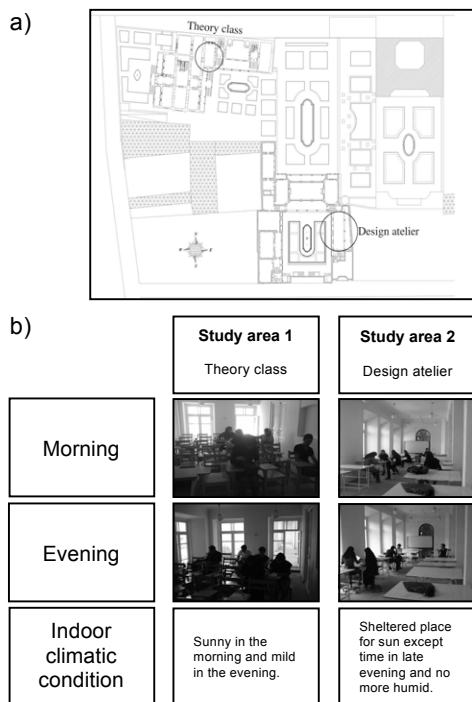 a)
Theory class
Design atelier
b)
Study area 1
Theory class
Study area 2
Design atelier
Morning
Evening
Indoor
climatic
condition
Sunny in the
morning and mild
in the evening.
Sheltered place
for sun except
time in late
evening and no
more humid.